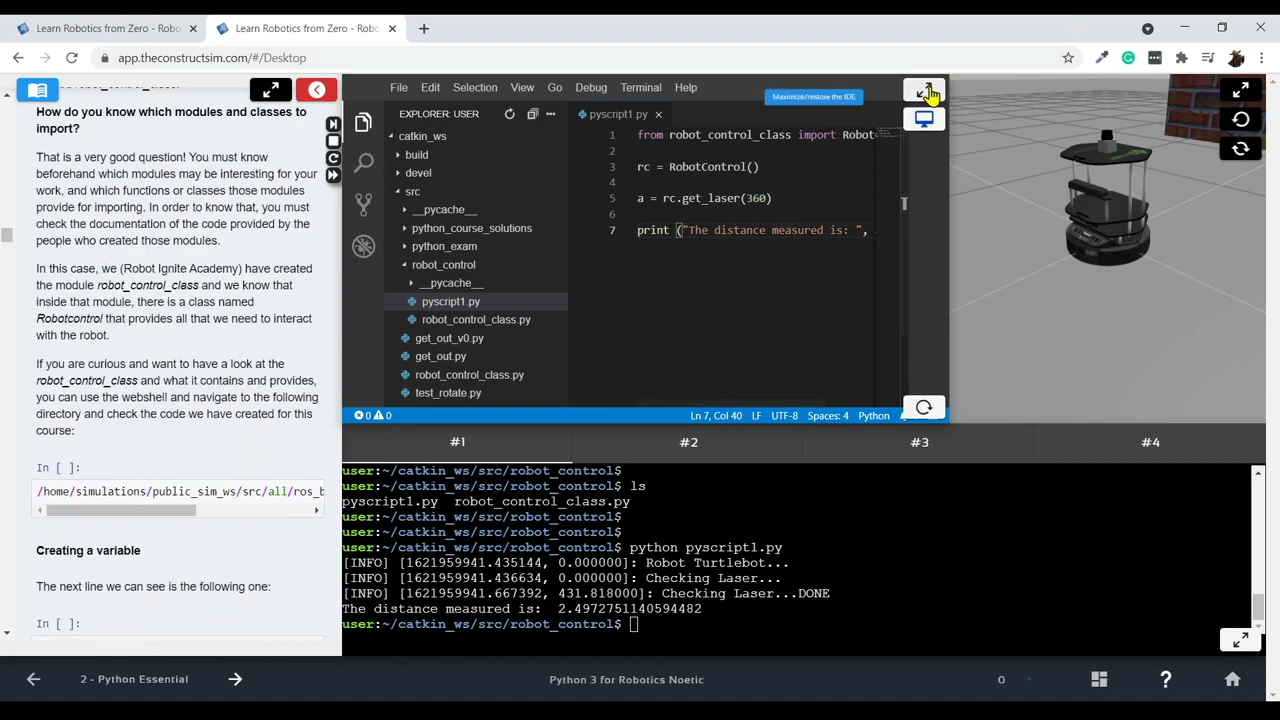 Learn Robotics from Zero - Robo
Learn Robotics from Zero - Robo
app.theconstructsim.com/#/Desktop
How do you know which modules and classes to
import?
That is a very good question! You must know
beforehand which modules may be interesting for your
work, and which functions or classes those modules
provide for importing. In order to know that, you must
check the documentation of the code provided by the
people who created those modules.
In this case, we (Robot Ignite Academy) have created
the module robot_control_class and we know that
inside that module, there is a class named
Robotcontrol that provides all that we need to interact
with the robot.
If you are curious and want to have a look at the
robot_control_class and what it contains and provides,
you can use the webshell and navigate to the following
directory and check the code we have created for this
course:
In [ ]:
/home/simulations/public_sim_ws/src/all/ros_b
Creating a variable
The next line we can see is the following one:
In [ ]:
File Edit Selection View Go Debug Terminal Help
Maximize/restore the IDE
EXPLORER: USER
catkin_ws
build
devel
src
__pycache__
python_course_solutions
python_exam
robot_control
__pycache__
pyscript1.py
robot_control_class.py
get_out_v0.py
get_out.py
robot_control_class.py
test_rotate.py
pyscript1.py
1 from robot_control_class import Robot
2
3 rc = RobotControl()
4
5 a = rc.get_laser(360)
6
7 print ("The distance measured is: ",
0 0 Ln 7, Col 40 LF UTF-8 Spaces: 4 Python
#1 #2 #3 #4
user:~/catkin_ws/src/robot_control$
user:~/catkin_ws/src/robot_control$ ls
pyscript1.py robot_control_class.py
user:~/catkin_ws/src/robot_control$
user:~/catkin_ws/src/robot_control$
user:~/catkin_ws/src/robot_control$ python pyscript1.py
[INFO] [1621959941.435144, 0.000000]: Robot Turtlebot...
[INFO] [1621959941.436634, 0.000000]: Checking Laser...
[INFO] [1621959941.667392, 431.818000]: Checking Laser...DONE
The distance measured is: 2.4972751140594482
user:~/catkin_ws/src/robot_control$
2 - Python Essential
Python 3 for Robotics Noetic
0